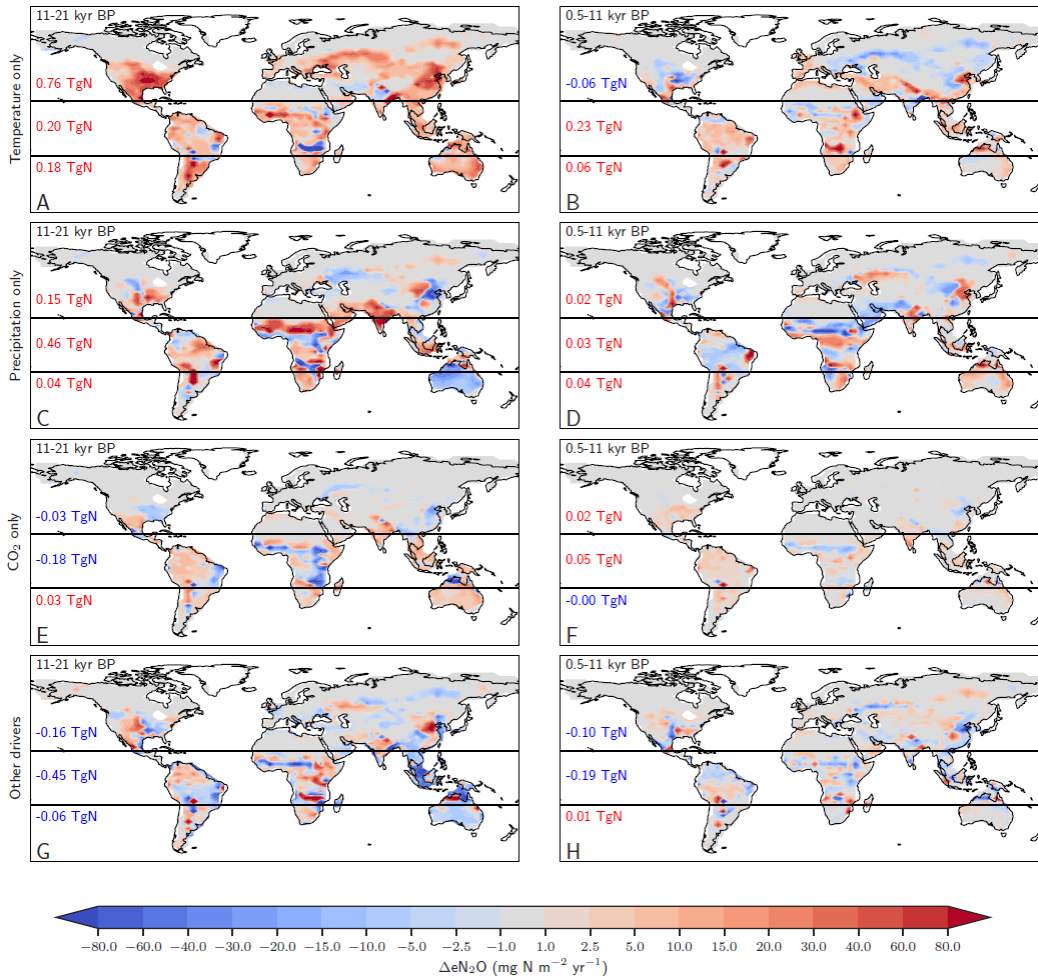 11-21 kyr BP
0.5-11 kyr BP
Temperature only
0.76 TgN
-0.06 TgN
0.20 TgN
0.23 TgN
0.18 TgN
0.06 TgN
A
B
11-21 kyr BP
0.5-11 kyr BP
Precipitation only
0.15 TgN
0.02 TgN
0.46 TgN
0.03 TgN
0.04 TgN
0.04 TgN
C
D
11-21 kyr BP
0.5-11 kyr BP
CO₂ only
-0.03 TgN
0.02 TgN
-0.18 TgN
0.05 TgN
0.03 TgN
-0.00 TgN
E
F
11-21 kyr BP
0.5-11 kyr BP
Other drivers
-0.16 TgN
-0.10 TgN
-0.45 TgN
-0.19 TgN
-0.06 TgN
0.01 TgN
G
H
−80.0 −60.0 −40.0 −30.0 −20.0 −15.0 −10.0 −5.0 −2.5 −1.0 1.0 2.5 5.0 10.0 15.0 20.0 30.0 40.0 60.0 80.0
ΔeN₂O (mg N m⁻² yr⁻¹)